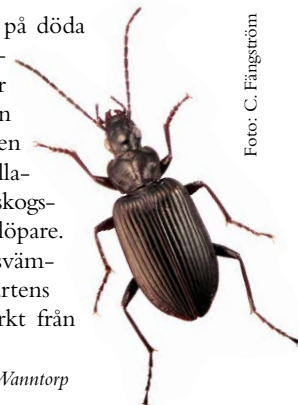 på döda
-
r
n
en
lla-
skogs-
löpare.
sväm-
rtens
rkt från
Wanntorp
Foto: C. Fängström